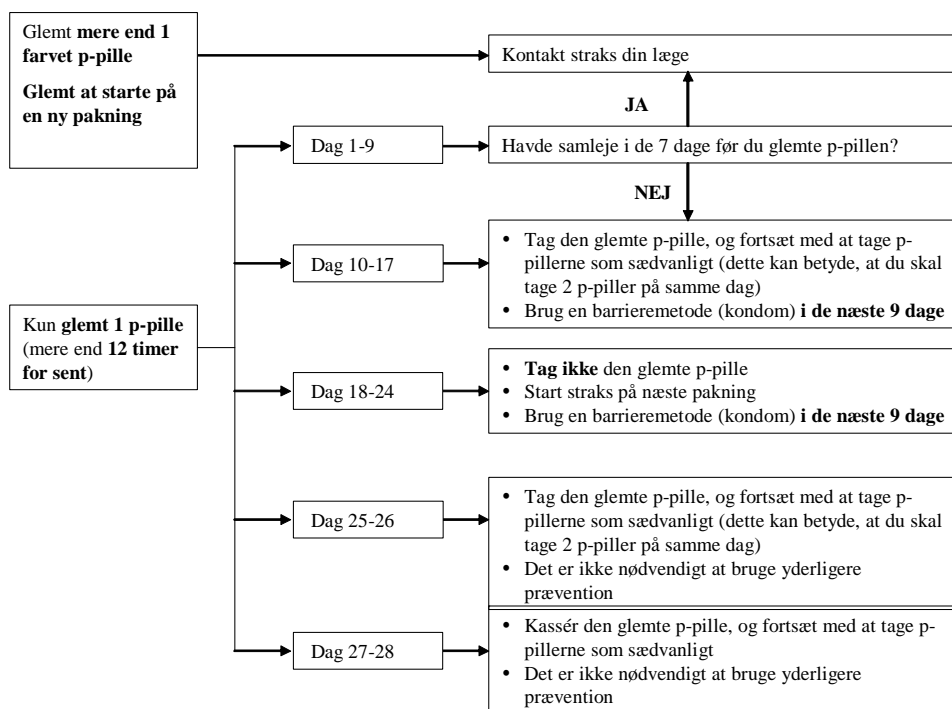 Glemt mere end 1
farvet p-pille
Glemt at starte på
en ny pakning
Kontakt straks din læge
JA
Dag 1-9
Havde samleje i de 7 dage før du glemte p-pillen?
NEJ
Dag 10-17
• Tag den glemte p-pille, og fortsæt med at tage p-
pillerne som sædvanligt (dette kan betyde, at du skal
tage 2 p-piller på samme dag)
• Brug en barrieremetode (kondom) i de næste 9 dage
Kun glemt 1 p-pille
(mere end 12 timer
for sent)
Dag 18-24
• Tag ikke den glemte p-pille
• Start straks på næste pakning
• Brug en barrieremetode (kondom) i de næste 9 dage
Dag 25-26
• Tag den glemte p-pille, og fortsæt med at tage p-
pillerne som sædvanligt (dette kan betyde, at du skal
tage 2 p-piller på samme dag)
• Det er ikke nødvendigt at bruge yderligere
prævention
Dag 27-28
• Kassér den glemte p-pille, og fortsæt med at tage p-
pillerne som sædvanligt
• Det er ikke nødvendigt at bruge yderligere
prævention